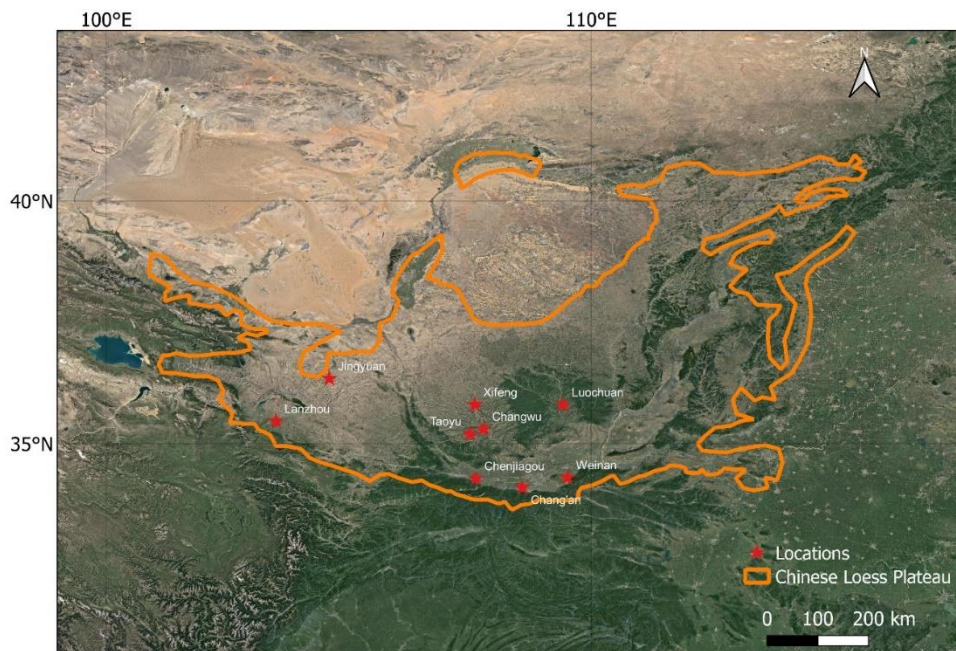 100°E
110°E
N
40°N
Jingyuan
Lanzhou
Xifeng
Luochuan
Taoyu
Changwu
35°N
Chenjiagou
Weinan
Chang'an
Locations
Chinese Loess Plateau
0 100 200 km